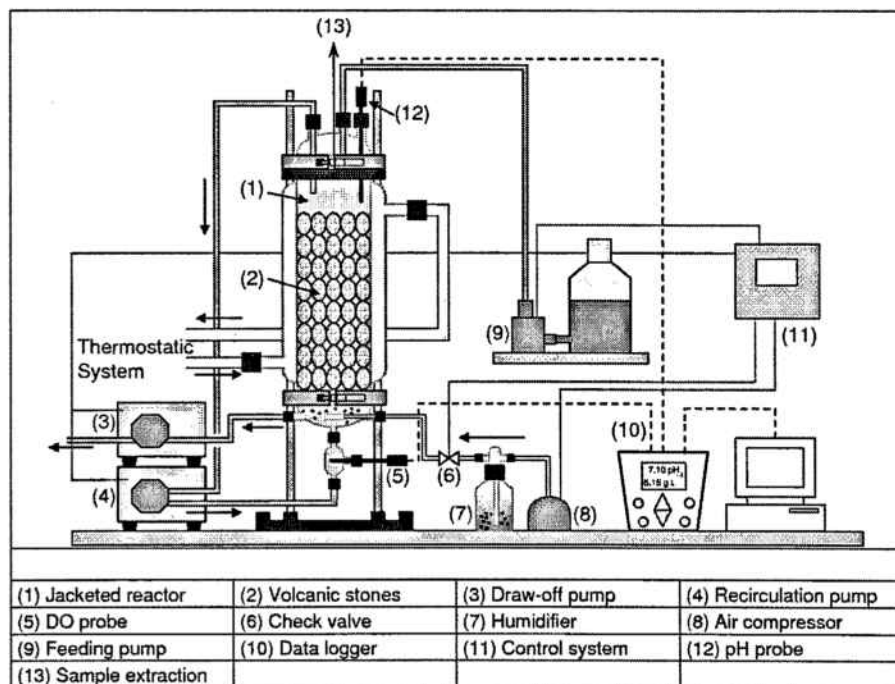 (13)
(12)
(1)
(2)
Thermostatic
System
(9)
(11)
(3)
(10)
7.10 pH
(5)
(6)
(4)
(7)
(8)
(1) Jacketed reactor (2) Volcanic stones (3) Draw-off pump (4) Recirculation pump
(5) DO probe (6) Check valve (7) Humidifier (8) Air compressor
(9) Feeding pump (10) Data logger (11) Control system (12) pH probe
(13) Sample extraction